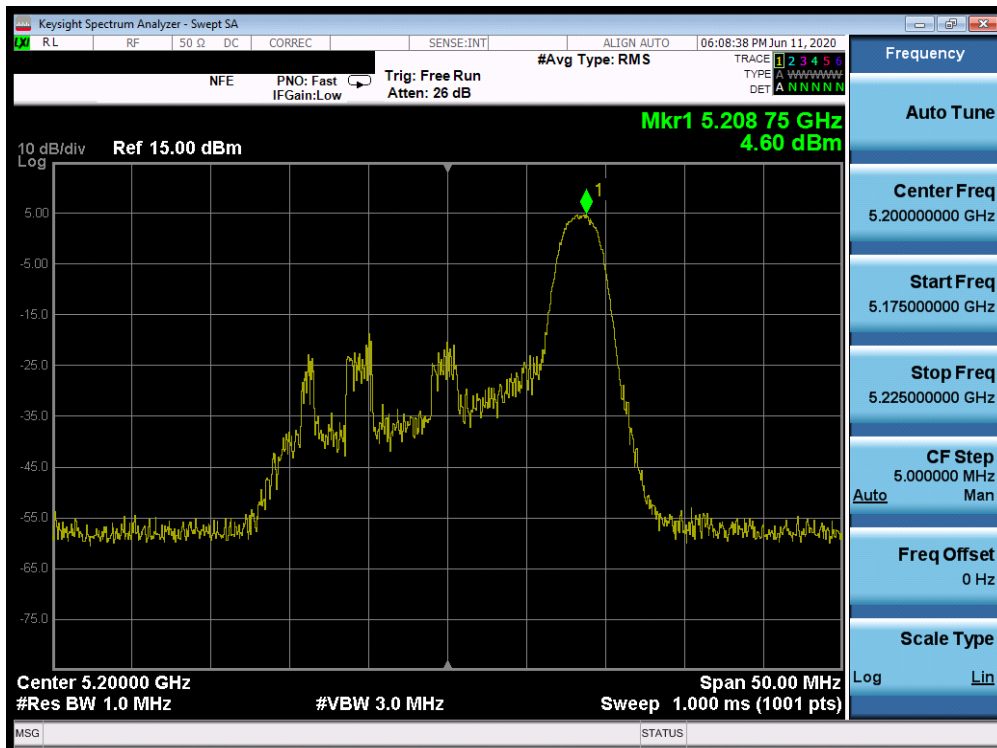 Keysight Spectrum Analyzer - Swept SA
LXI RL RF 50 Ω DC CORREC SENSE:INT ALIGN AUTO 06:08:38 PM Jun 11, 2020
NFE PNO: Fast Trig: Free Run #Avg Type: RMS TRACE 1 2 3 4 5 6
IFGain:Low Atten: 26 dB TYPE A WWWWW
DET A N N N N N
Mkr1 5.208 75 GHz
4.60 dBm
10 dB/div Ref 15.00 dBm
Log
1
5.00
-5.00
-15.0
-25.0
-35.0
-45.0
-55.0
-65.0
-75.0
Center 5.20000 GHz Span 50.00 MHz
#Res BW 1.0 MHz #VBW 3.0 MHz Sweep 1.000 ms (1001 pts)
MSG STATUS
Frequency
Auto Tune
Center Freq
5.200000000 GHz
Start Freq
5.175000000 GHz
Stop Freq
5.225000000 GHz
CF Step
5.000000 MHz
Auto Man
Freq Offset
0 Hz
Scale Type
Log Lin